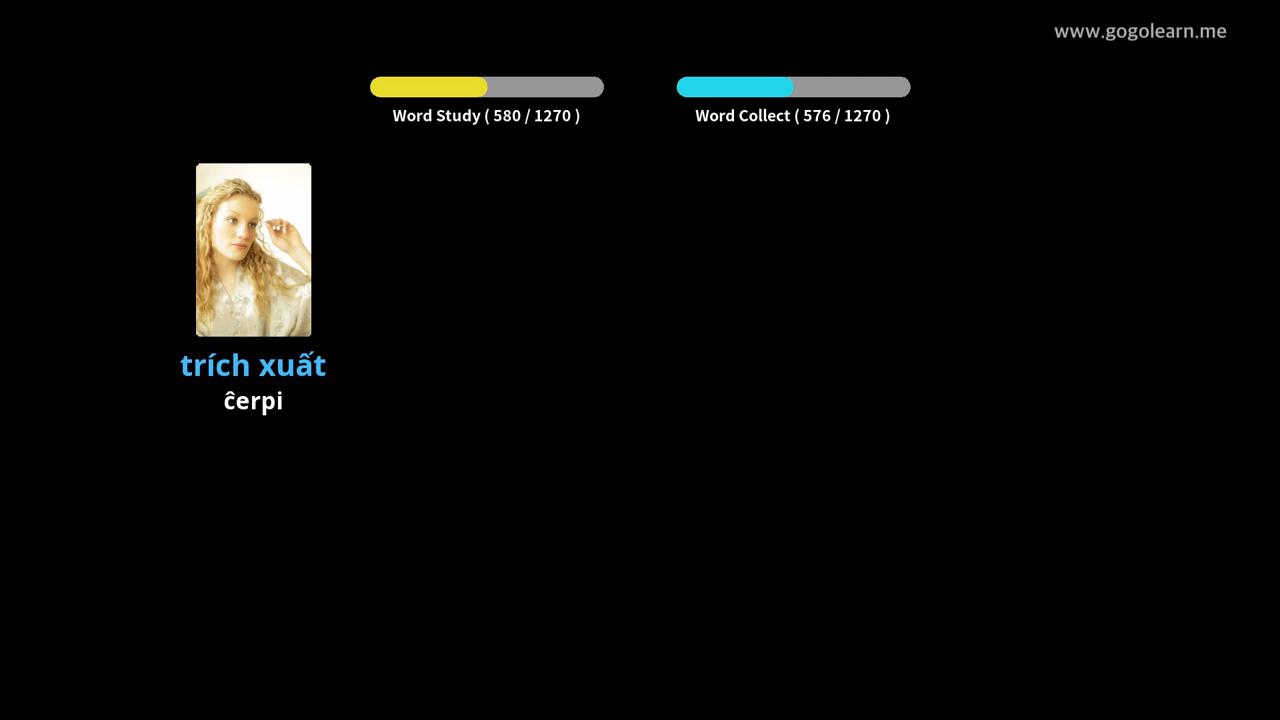 www.gogolearn.me
Word Study ( 580 / 1270 )
Word Collect ( 576 / 1270 )
trích xuất
ĉerpi